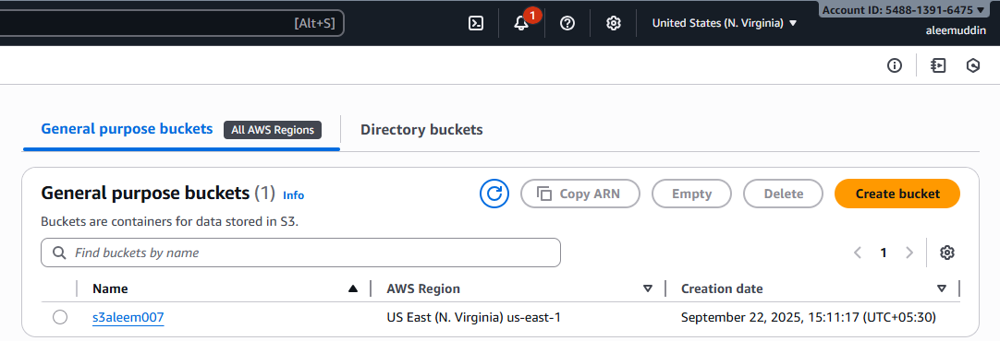 Account ID: 5488-1391-6475
[Alt+S] 1 United States (N. Virginia) aleemuddin
General purpose buckets All AWS Regions Directory buckets
General purpose buckets (1) Info Copy ARN Empty Delete Create bucket
Buckets are containers for data stored in S3.
Find buckets by name 1
Name AWS Region Creation date
s3aleem007 US East (N. Virginia) us-east-1 September 22, 2025, 15:11:17 (UTC+05:30)